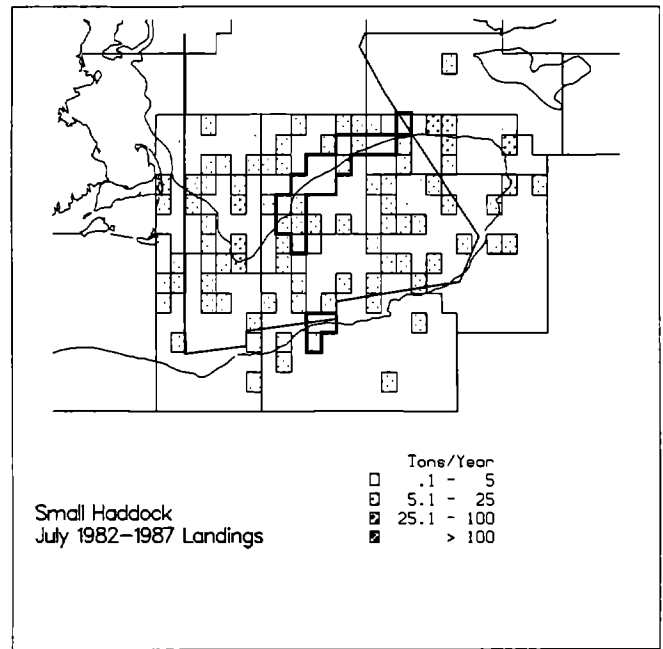 Tons/Year
.1 - 5
5.1 - 25
25.1 - 100
> 100
Small Haddock
July 1982-1987 Landings